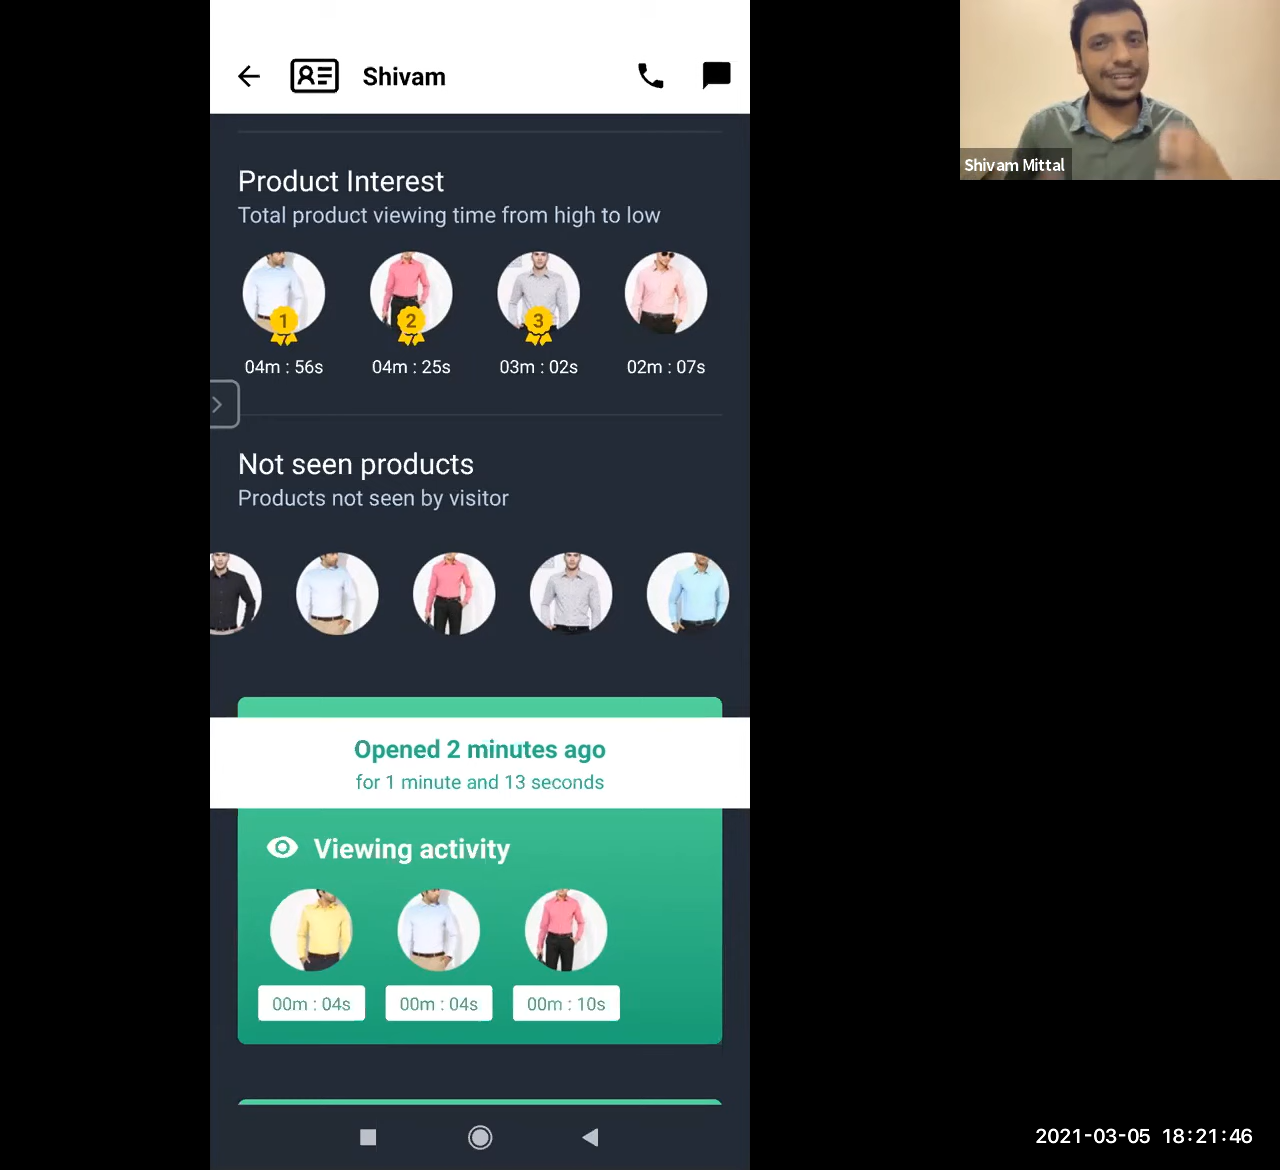 Shivam
Shivam Mittal
Product Interest
Total product viewing time from high to low
1
2
3
04m : 56s
04m : 25s
03m : 02s
02m : 07s
Not seen products
Products not seen by visitor
Opened 2 minutes ago
for 1 minute and 13 seconds
Viewing activity
00m : 04s
00m : 04s
00m : 10s
2021-03-05 18:21:46